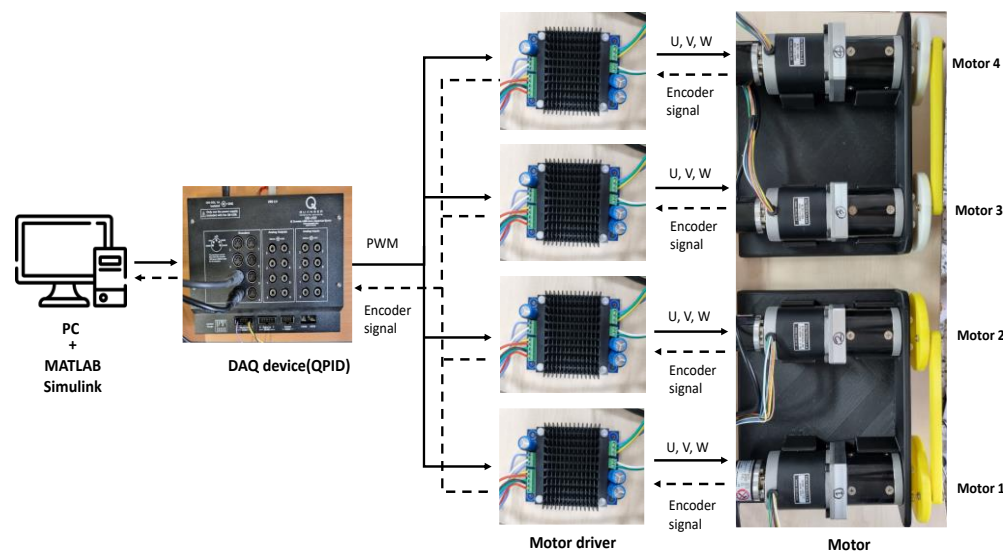 U, V, W
Motor 4
Encoder
signal
U, V, W
Motor 3
QUANSER
PWM
Encoder
signal
Encoder
signal
U, V, W
Motor 2
PC
+
MATLAB
Simulink
DAQ device(QPID)
Encoder
signal
U, V, W
Motor 1
Encoder
signal
Motor driver
Motor